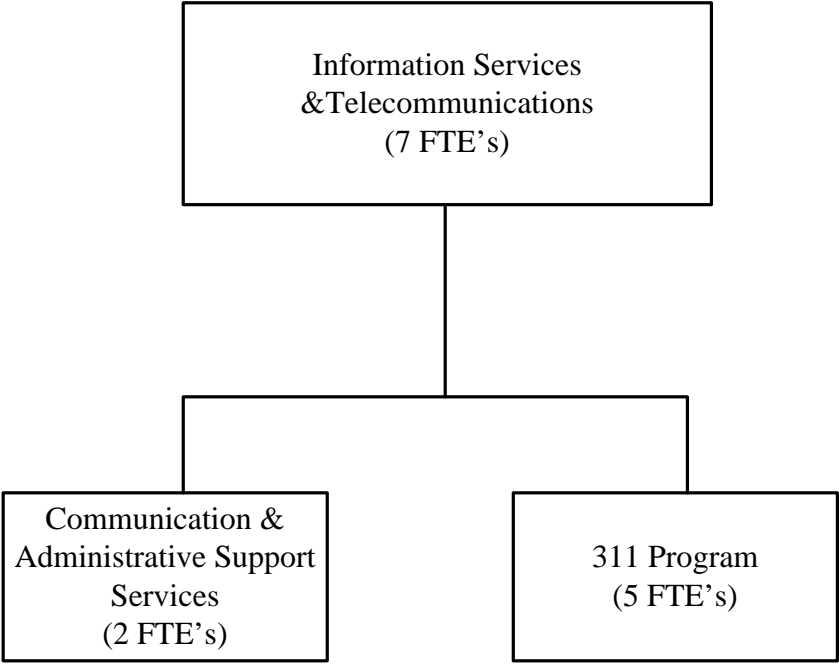 Information Services
&Telecommunications
(7 FTE’s)
Communication &
Administrative Support
Services
(2 FTE’s)
311 Program
(5 FTE’s)